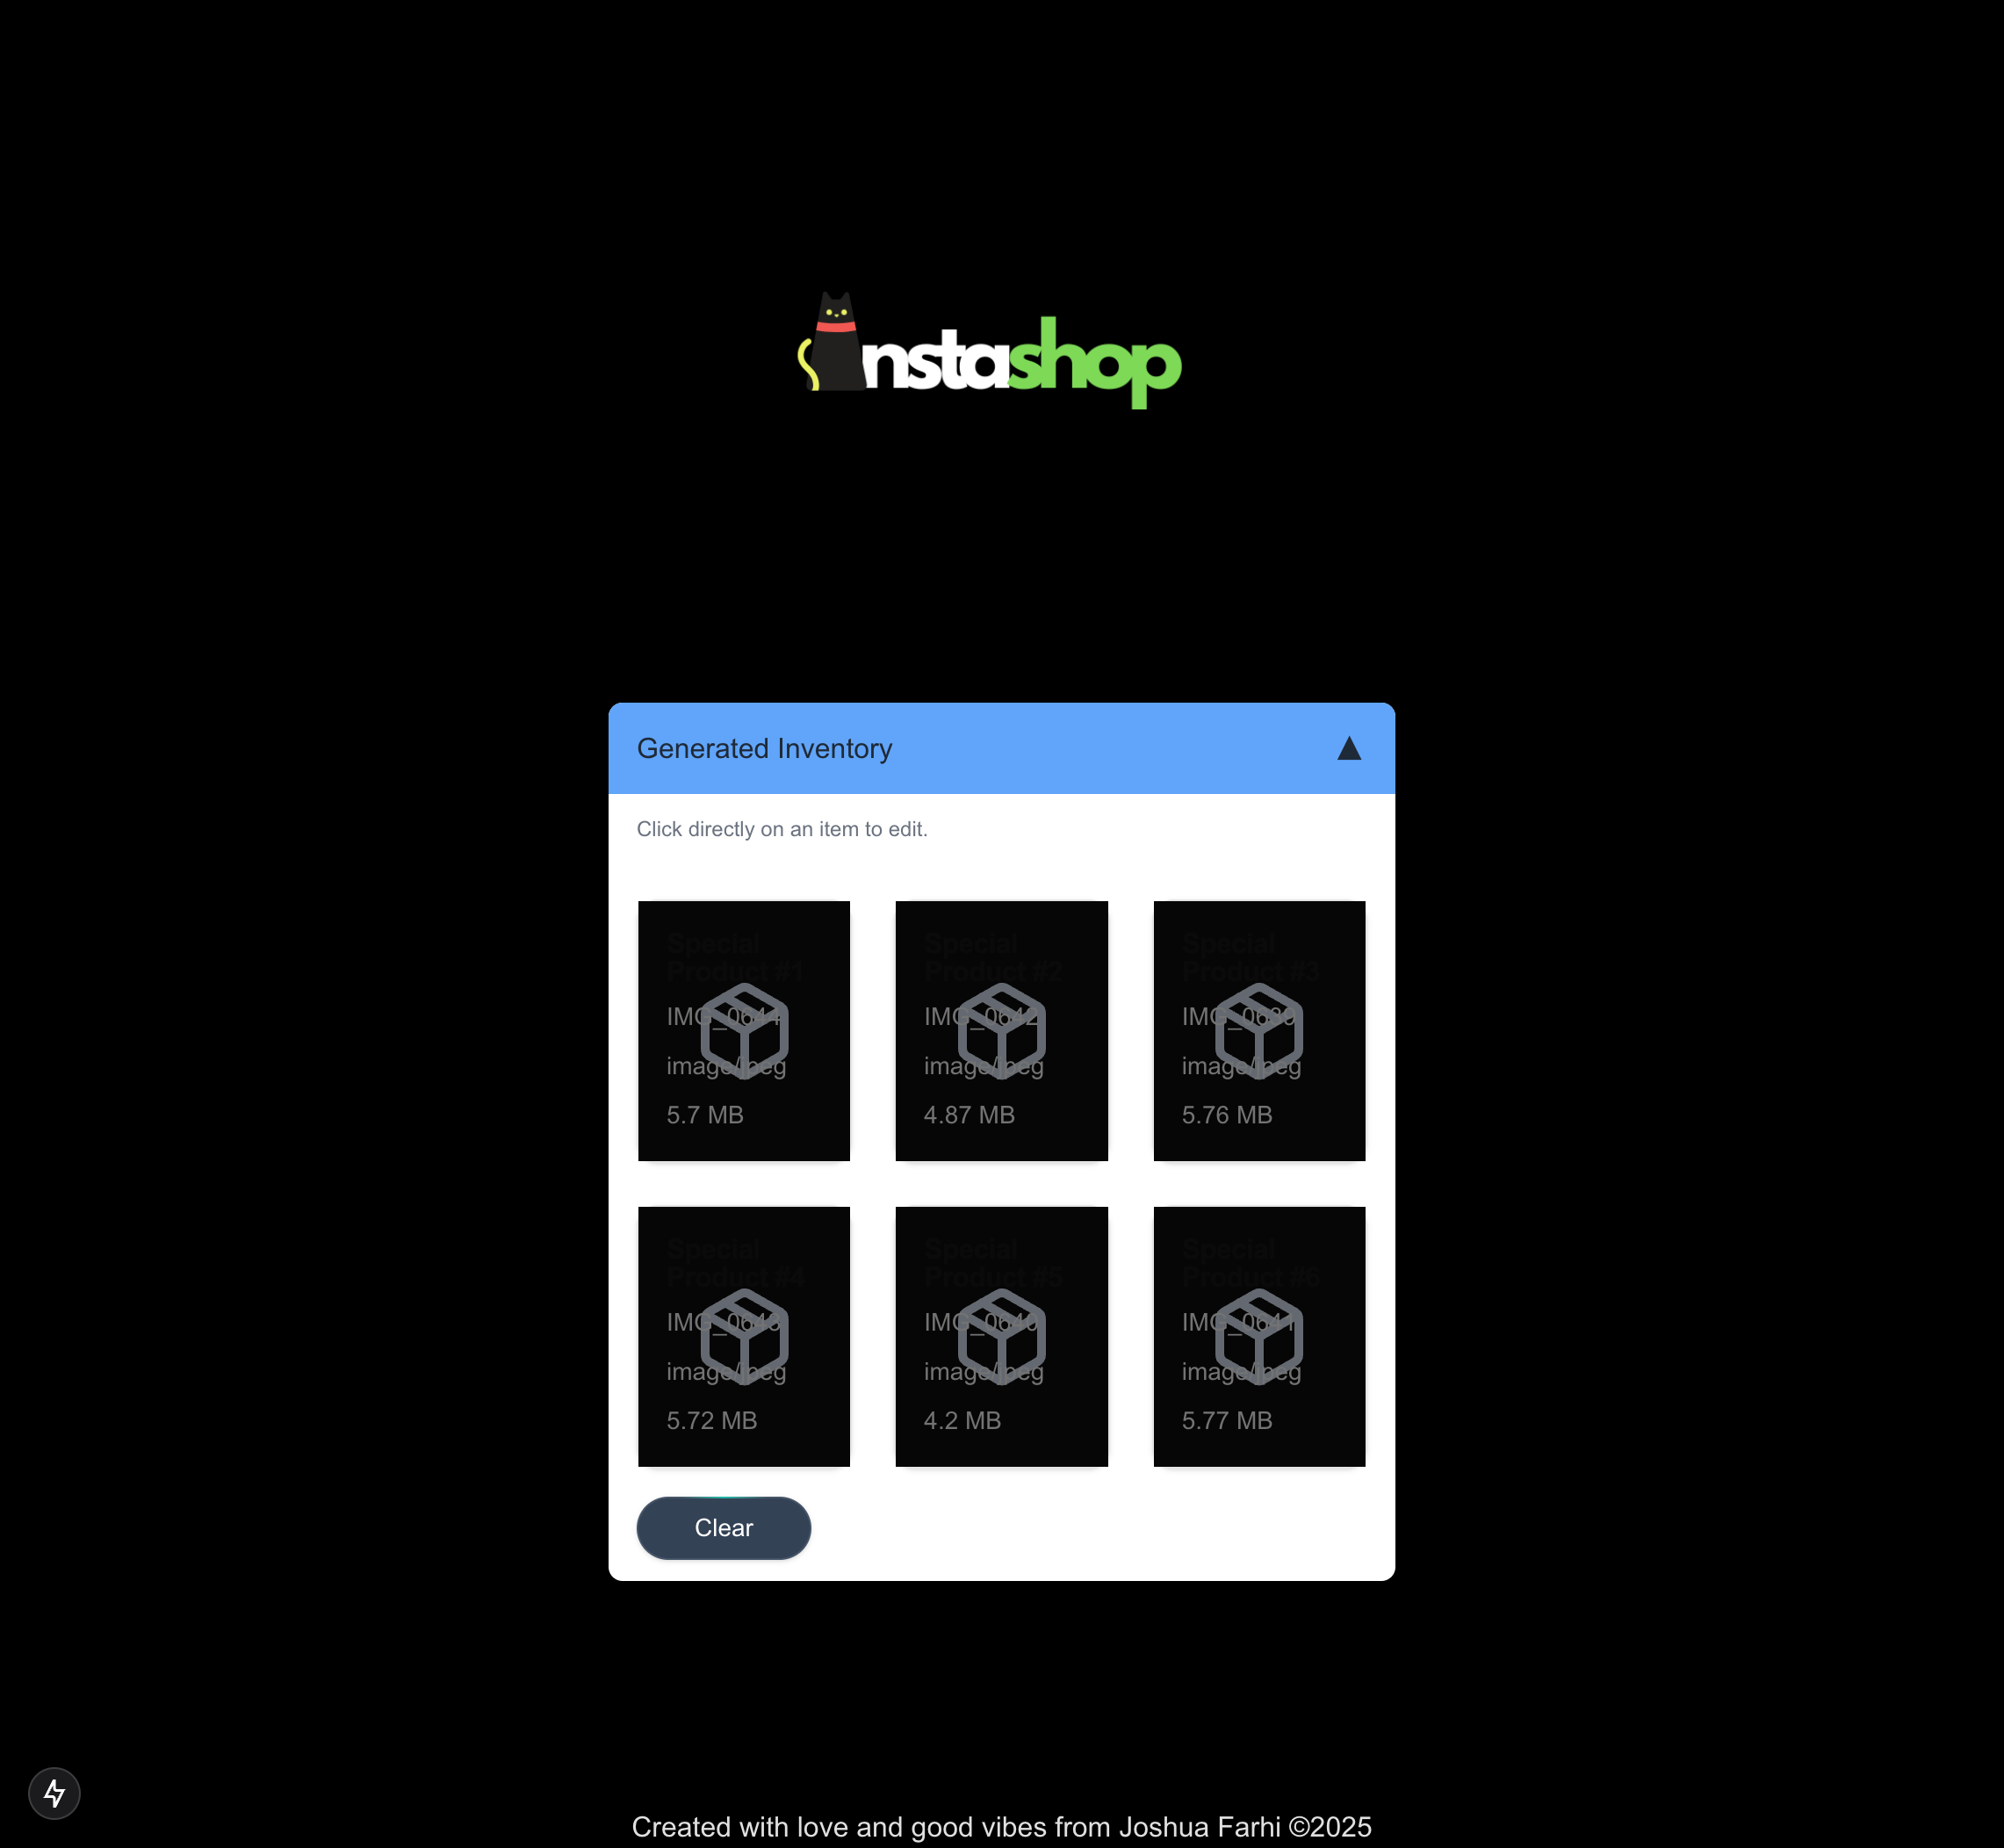 nstashop
Generated Inventory
Click directly on an item to edit.
Special
Product #1
IMG_0644
image/jpeg
5.7 MB
Special
Product #2
IMG_0642
image/jpeg
4.87 MB
Special
Product #3
image/jpeg
5.76 MB
Special
Product #4
IMG_0643
image/jpeg
5.72 MB
Special
Product #5
IMG_0640
image/jpeg
4.2 MB
Special
Product #6
IMG_0641
image/jpeg
5.77 MB
Clear
Created with love and good vibes from Joshua Farhi ©2025